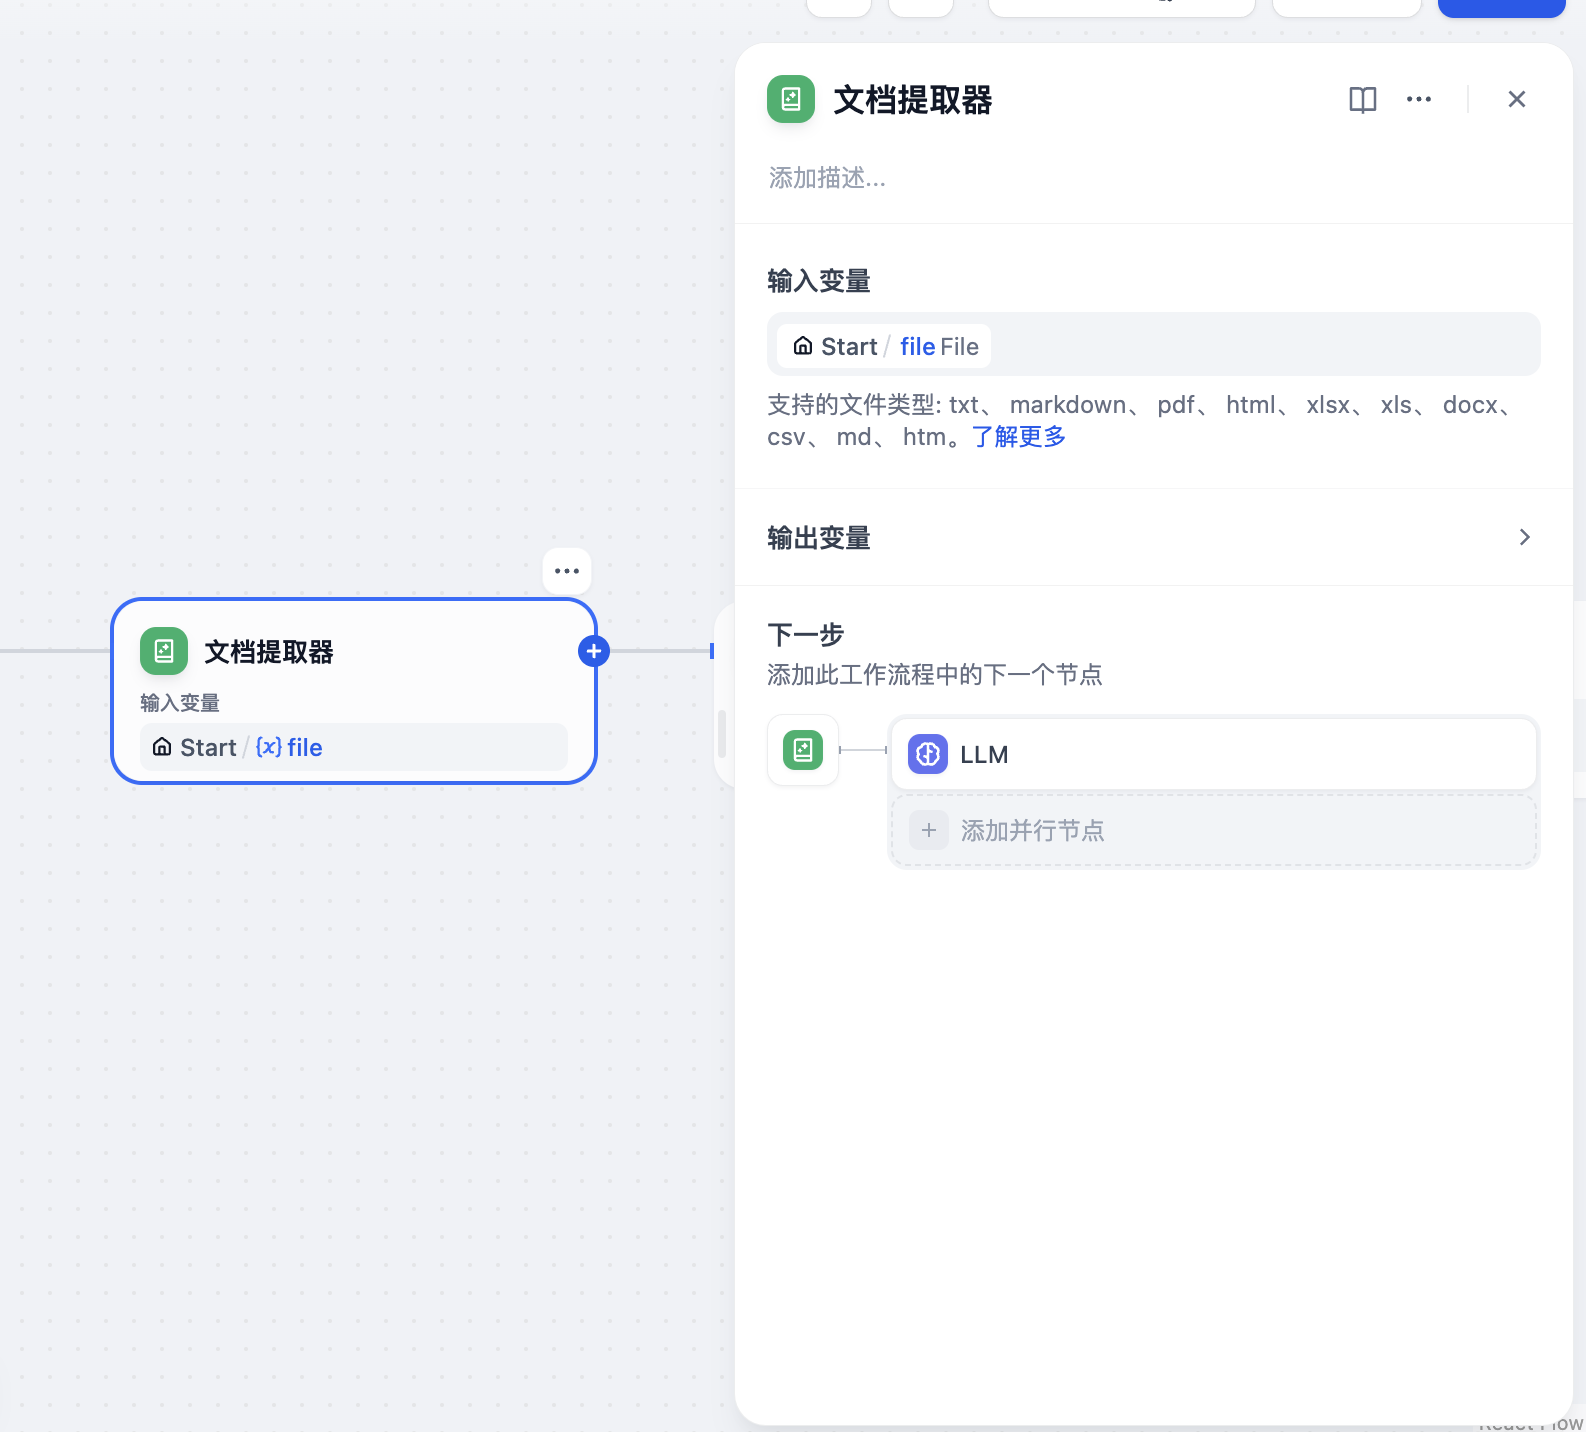 文档提取器
添加描述...
输入变量
Start / file File
支持的文件类型: txt、 markdown、 pdf、 html、 xlsx、 xls、 docx、
csv、 md、 htm。了解更多
输出变量
下一步
添加此工作流程中的下一个节点
LLM
添加并行节点
文档提取器
输入变量
Start / {x} file
React Flow